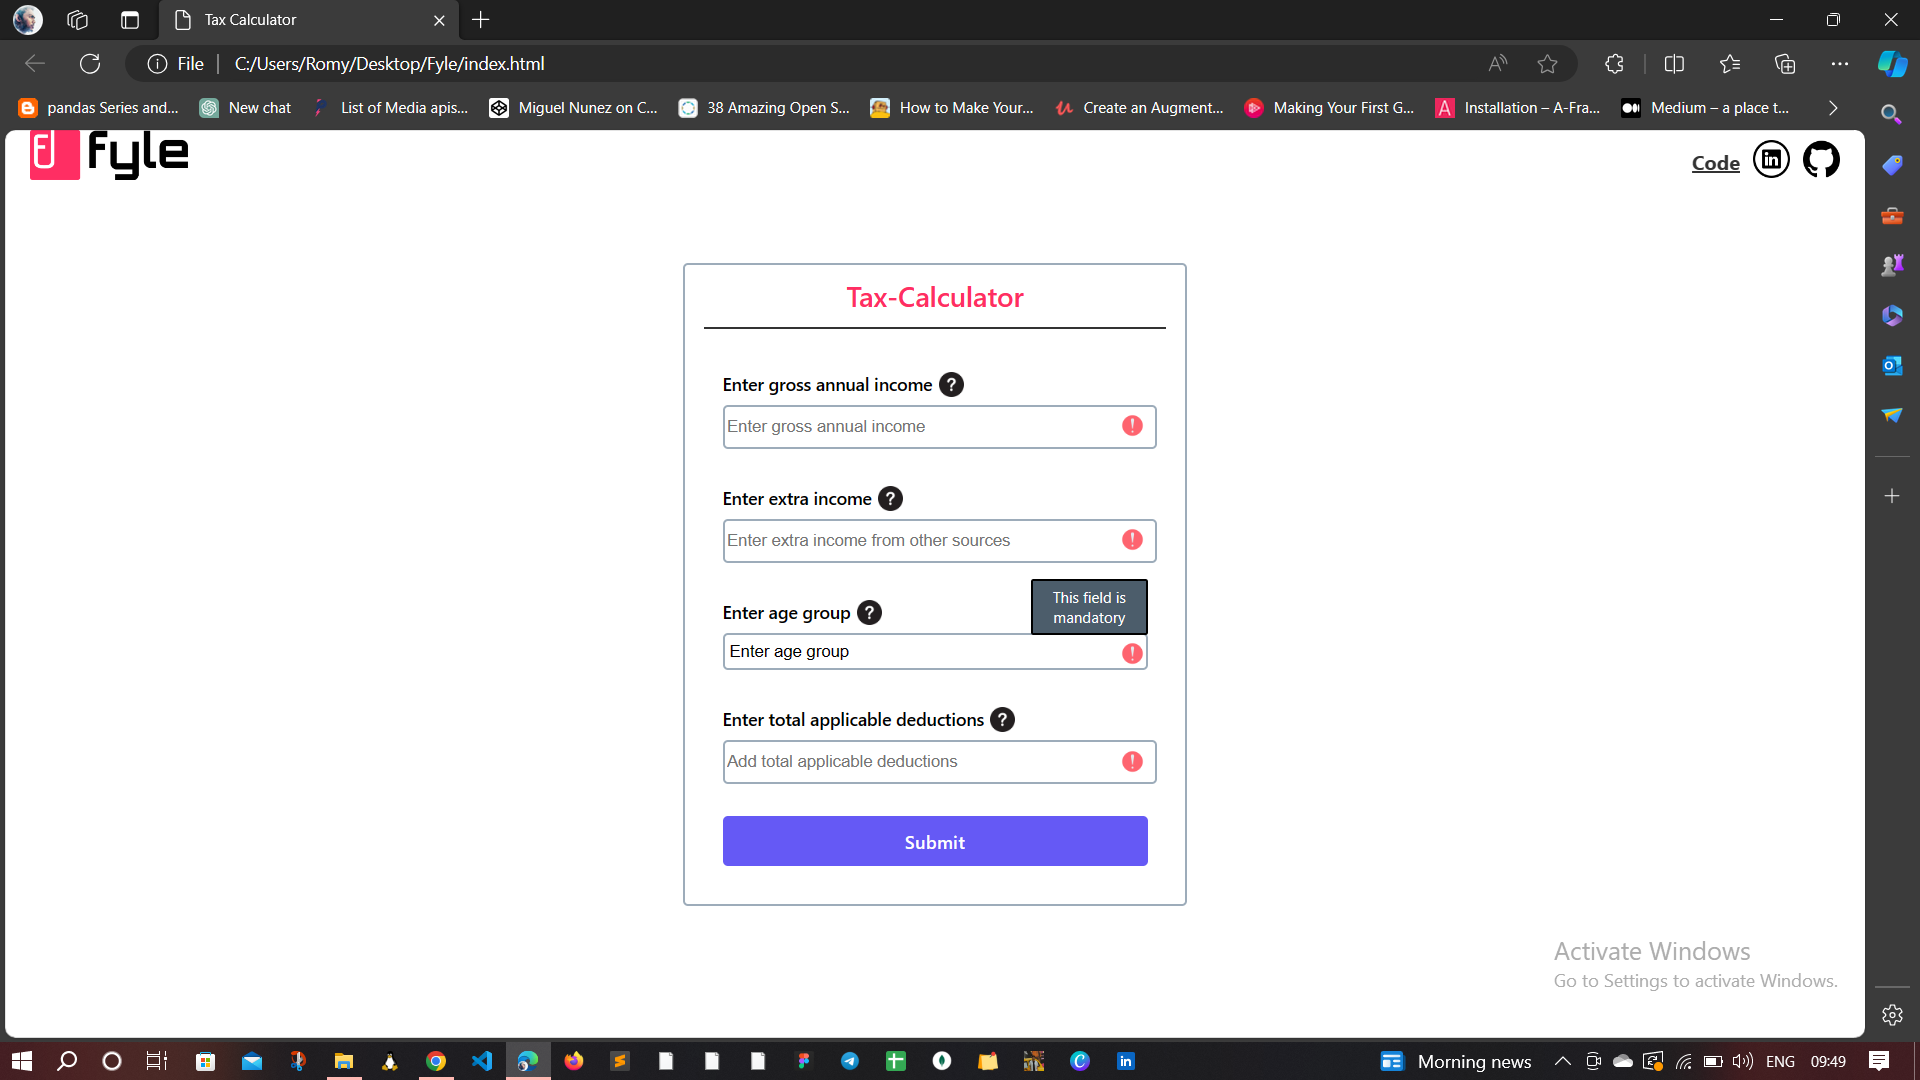 Tax Calculator
File
C:/Users/Romy/Desktop/Fyle/index.html
pandas Series and...
New chat
List of Media apis...
Miguel Nunez on C...
38 Amazing Open S...
How to Make Your...
Create an Augment...
Making Your First G...
Installation – A-Fra...
Medium – a place t...
fyle
Code
Tax-Calculator
Enter gross annual income ?
Enter gross annual income !
Enter extra income ?
Enter extra income from other sources !
This field is
mandatory
Enter age group ?
Enter age group !
Enter total applicable deductions ?
Add total applicable deductions !
Submit
Activate Windows
Go to Settings to activate Windows.
Morning news
ENG
09:49